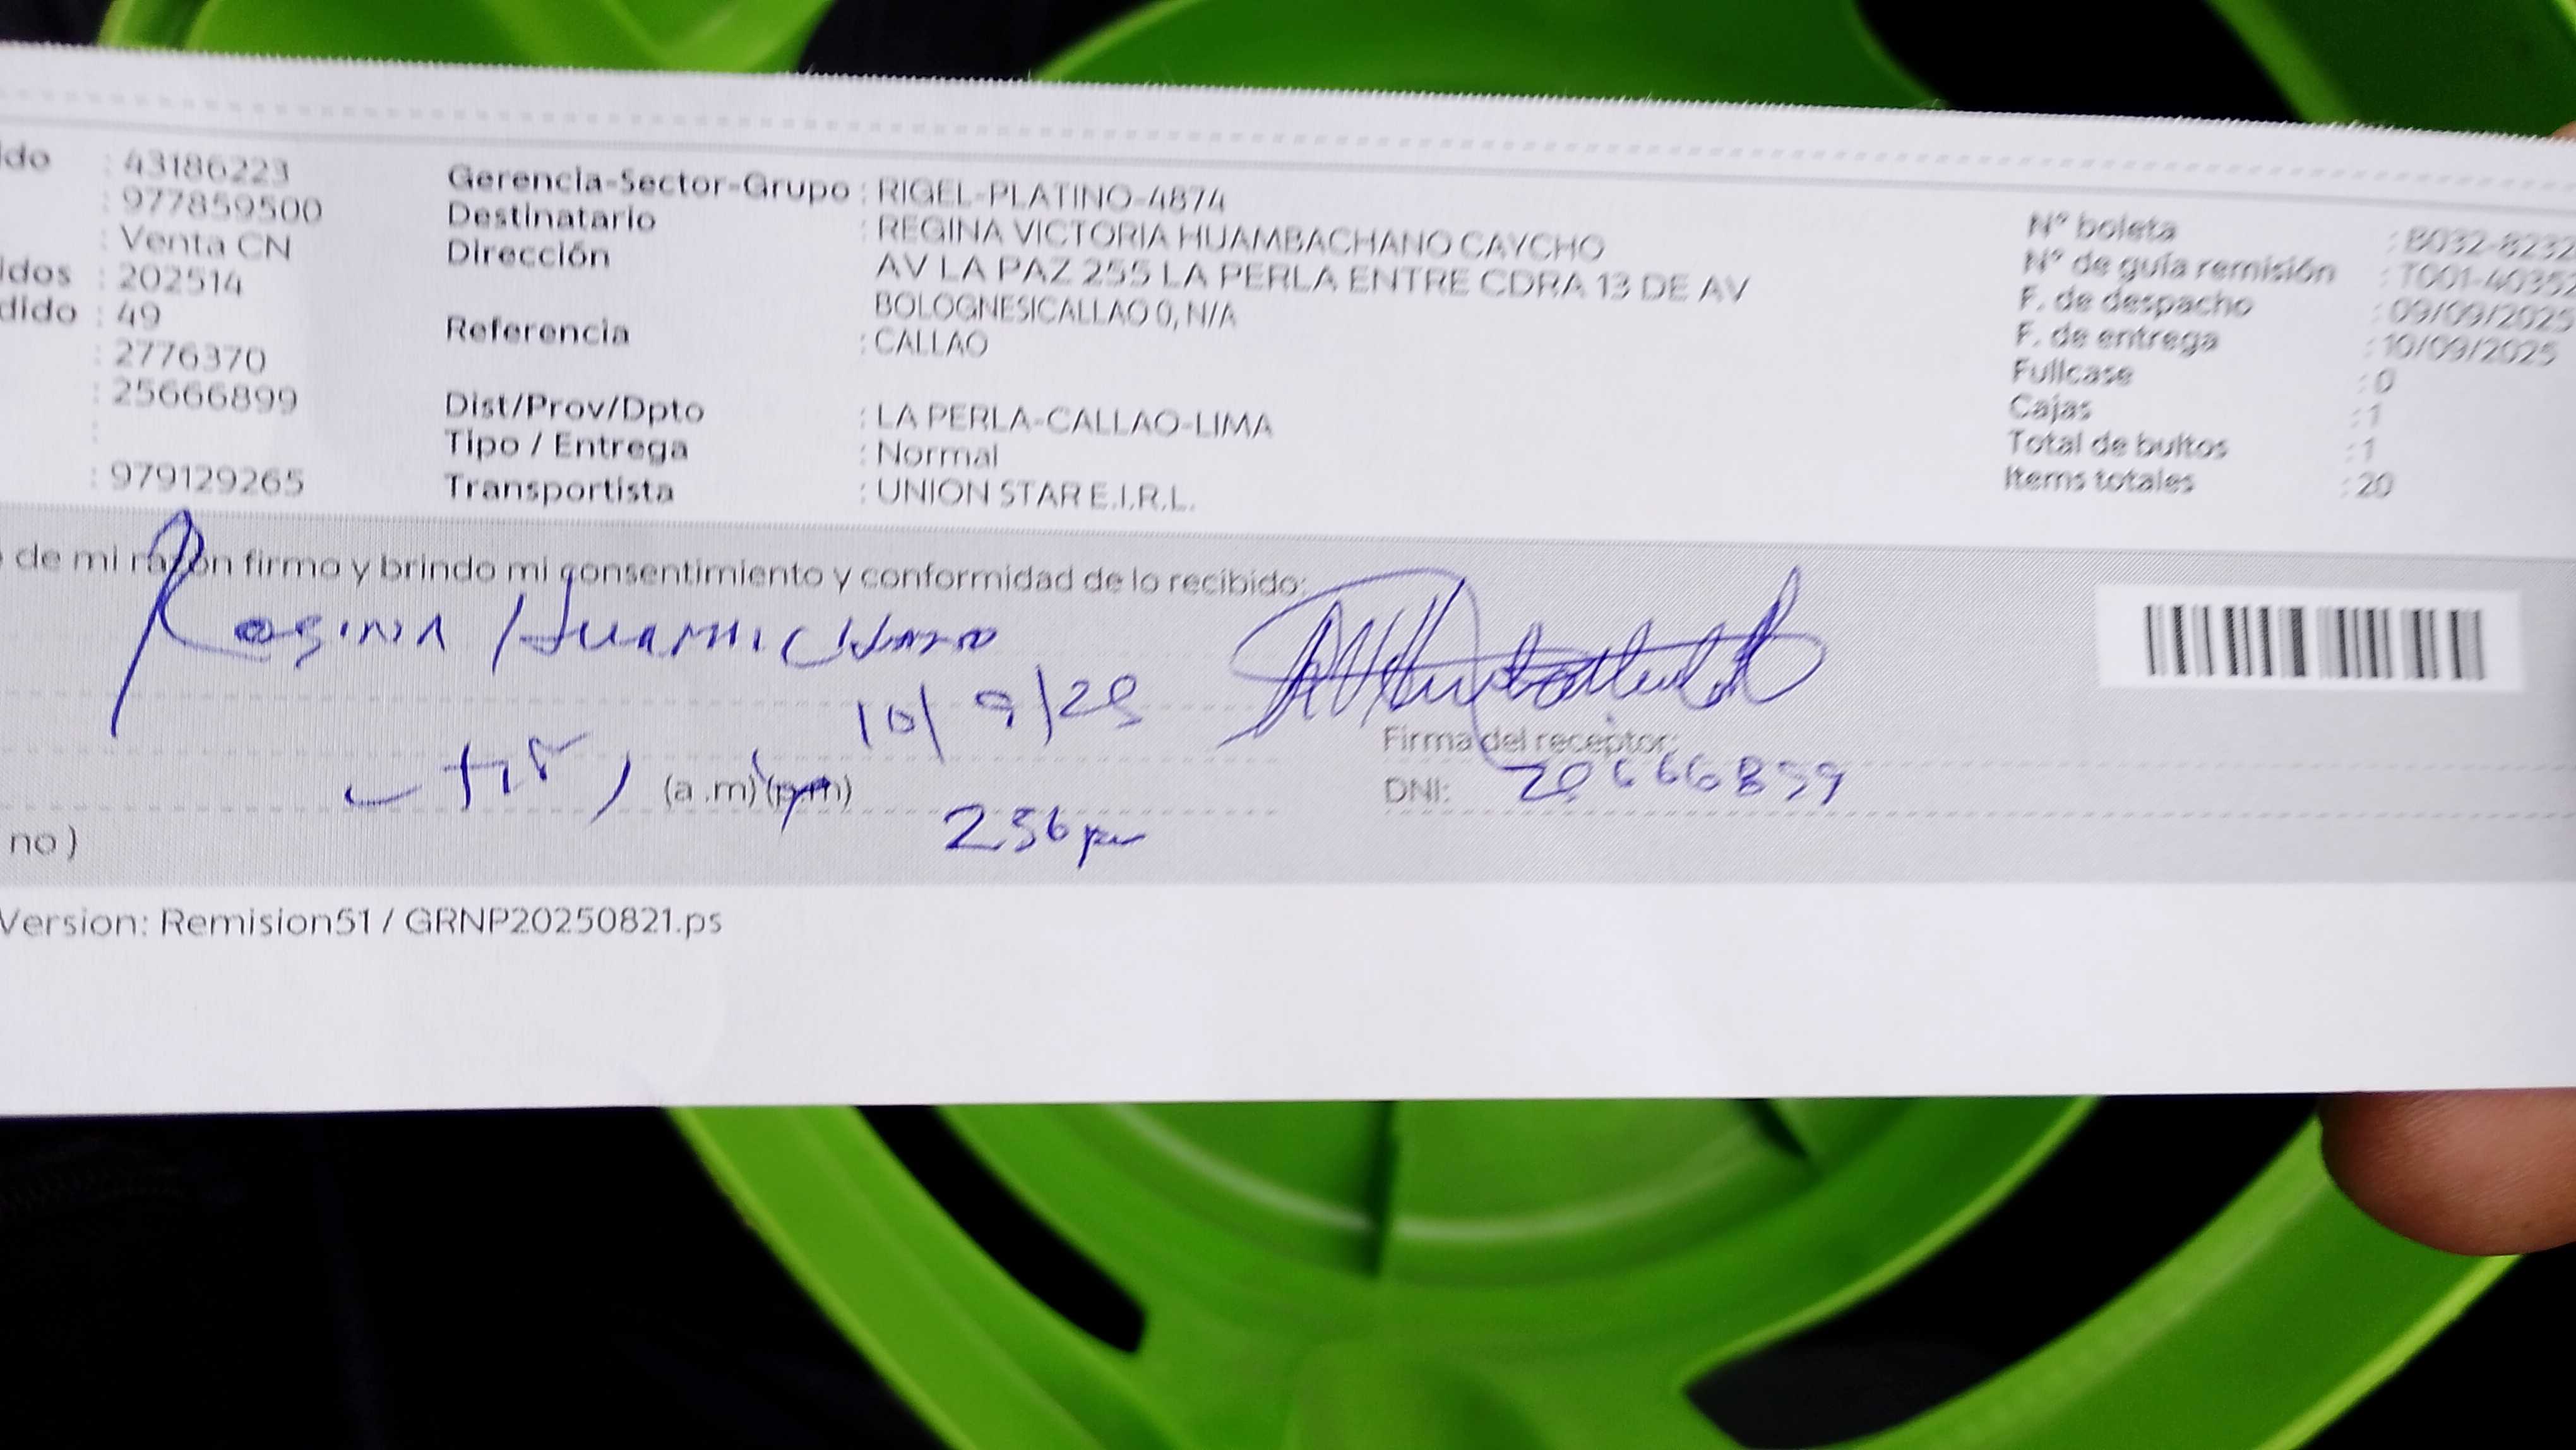 ido : 43186223
: 977859500
: Venta CN
idos : 202514
dido : 49
: 2776370
: 25666899
:
: 979129265
Gerencia-Sector-Grupo : RIGEL-PLATINO-4874
Destinatario : REGINA VICTORIA HUAMBACHANO CAYCHO
Dirección AV LA PAZ 255 LA PERLA ENTRE CDRA 13 DE AV
BOLOGNESICALLAO 0, N/A
Referencia : CALLAO
Dist/Prov/Dpto : LA PERLA-CALLAO-LIMA
Tipo / Entrega : Normal
Transportista : UNION STAR E.I.R.L.
N° boleta : B032-8232
N° de guía remisión : T001-40352
F. de despacho : 09/09/2025
F. de entrega : 10/09/2025
Fullcase : 0
Cajas : 1
Total de bultos : 1
Items totales : 20
de mi razón firmo y brindo mi consentimiento y conformidad de lo recibido:
10/9/25
Firma del receptor:
(a .m) (p.m)
DNI: 25666899
256 pm
no )
Version: Remision51 / GRNP20250821.ps